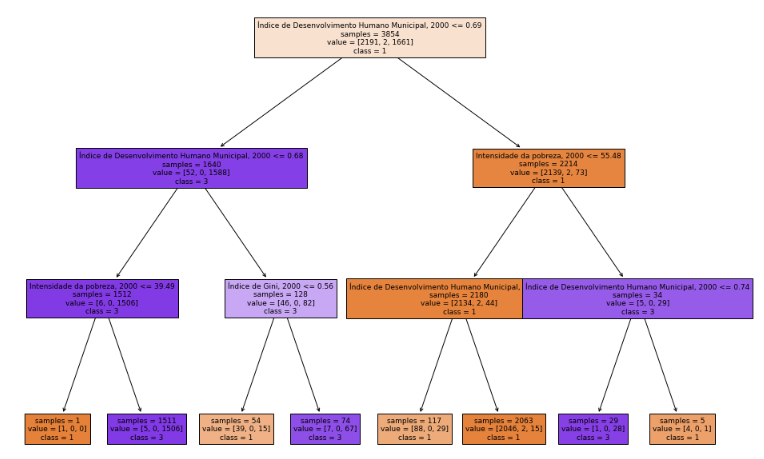 Índice de Desenvolvimento Humano Municipal, 2000 <= 0.69
samples = 3854
value = [2191, 2, 1661]
class = 1
Índice de Desenvolvimento Humano Municipal, 2000 <= 0.68
samples = 1640
value = [52, 0, 1588]
class = 3
Intensidade da pobreza, 2000 <= 55.48
samples = 2214
value = [2139, 2, 73]
class = 1
Intensidade da pobreza, 2000 <= 39.49
samples = 1512
value = [6, 0, 1506]
class = 3
Índice de Gini, 2000 <= 0.56
samples = 128
value = [46, 0, 82]
class = 3
Índice de Desenvolvimento Humano Municipal,
samples = 2180
value = [2134, 2, 44]
class = 1
Índice de Desenvolvimento Humano Municipal, 2000 <= 0.74
samples = 34
value = [5, 0, 29]
class = 3
samples = 1
value = [1, 0, 0]
class = 1
samples = 1511
value = [5, 0, 1506]
class = 3
samples = 54
value = [39, 0, 15]
class = 1
samples = 74
value = [7, 0, 67]
class = 3
samples = 117
value = [88, 0, 29]
class = 1
samples = 2063
value = [2046, 2, 15]
class = 1
samples = 29
value = [1, 0, 28]
class = 3
samples = 5
value = [4, 0, 1]
class = 1